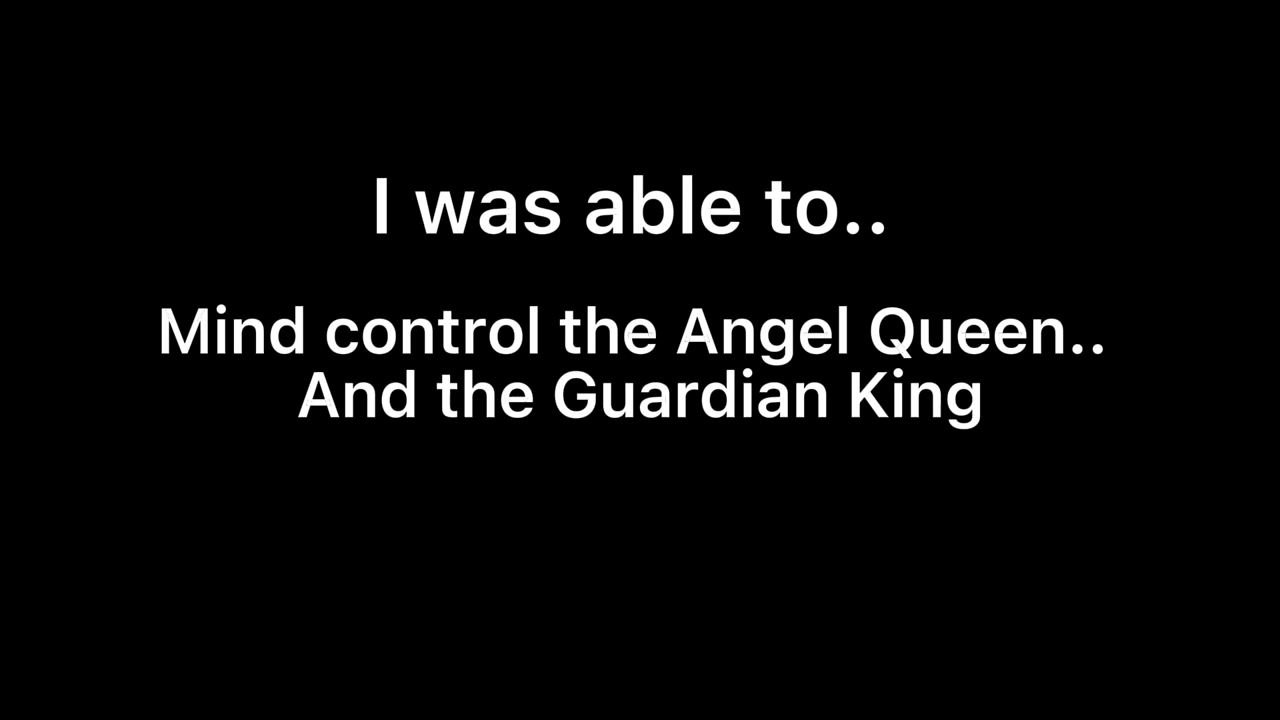 I was able to..
Mind control the Angel Queen..
And the Guardian King